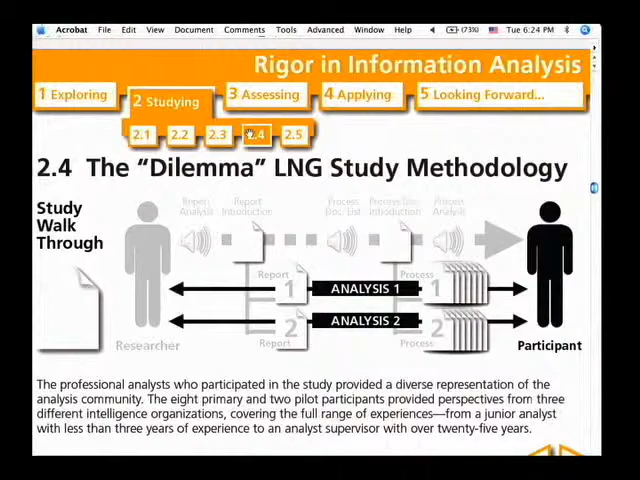 Acrobat File Edit View Document Comments Tools Advanced Window Help (73%) Tue 6:24 PM
Rigor in Information Analysis
1 Exploring 2 Studying 3 Assessing 4 Applying 5 Looking Forward...
2.1 2.2 2.3 2.4 2.5
2.4 The “Dilemma” LNG Study Methodology
Study
Walk
Through
Report
Analysis
Report
Introduction
Process
Doc. List
Process Doc.
Introduction
Process
Analysis
Report
1
ANALYSIS 1
Process
1
2
Report
ANALYSIS 2
2
Process
Researcher
Participant
The professional analysts who participated in the study provided a diverse representation of the
analysis community. The eight primary and two pilot participants provided perspectives from three
different intelligence organizations, covering the full range of experiences—from a junior analyst
with less than three years of experience to an analyst supervisor with over twenty-five years.